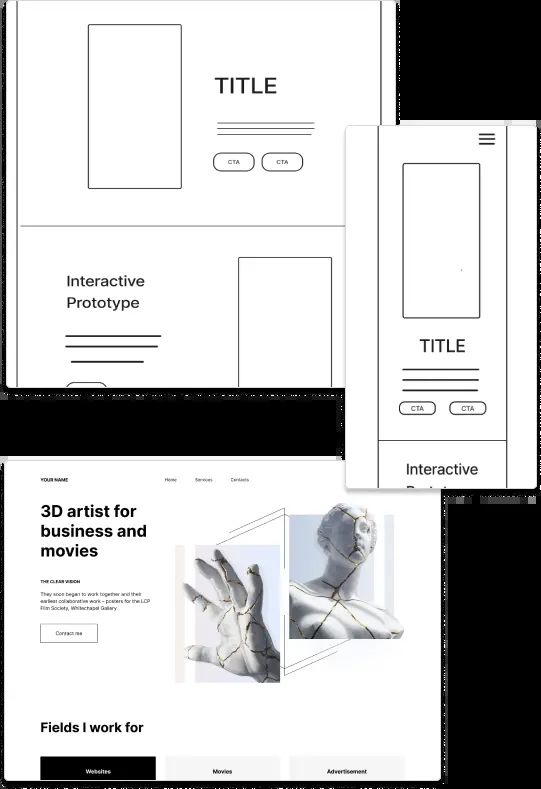 TITLE
CTA CTA
Interactive
Prototype
TITLE
CTA CTA
Interactive
YOUR NAME Home Services Contacts
3D artist for
business and
movies
THE CLEAR VISION
They soon began to work together and their
earliest collaborative work – posters for the LCP
Film Society, Whitechapel Gallery
Contact me
Fields I work for
Websites Movies Advertisement